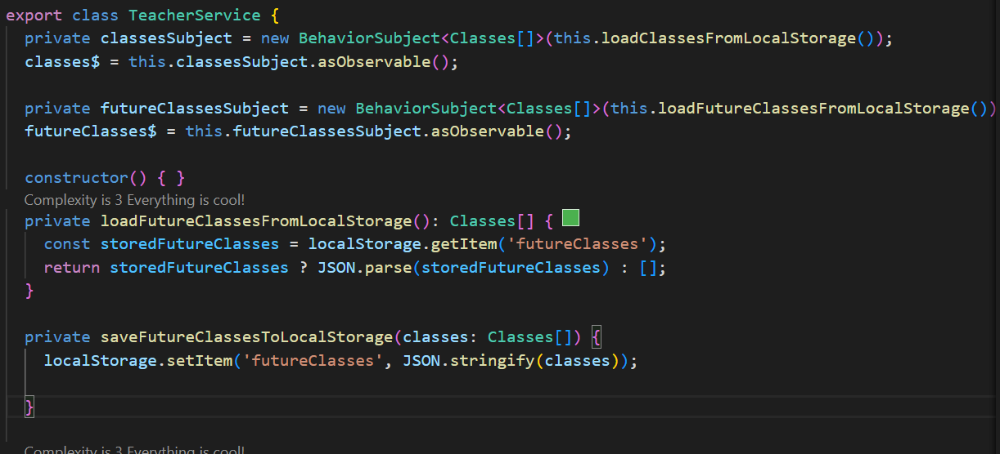 export class TeacherService {
  private classesSubject = new BehaviorSubject<Classes[]>(this.loadClassesFromLocalStorage());
  classes$ = this.classesSubject.asObservable();

  private futureClassesSubject = new BehaviorSubject<Classes[]>(this.loadFutureClassesFromLocalStorage())
  futureClasses$ = this.futureClassesSubject.asObservable();

  constructor() { }
  Complexity is 3 Everything is cool!
  private loadFutureClassesFromLocalStorage(): Classes[] {
    const storedFutureClasses = localStorage.getItem('futureClasses');
    return storedFutureClasses ? JSON.parse(storedFutureClasses) : [];
  }

  private saveFutureClassesToLocalStorage(classes: Classes[]) {
    localStorage.setItem('futureClasses', JSON.stringify(classes));

  }

  Complexity is 3 Everything is cool!